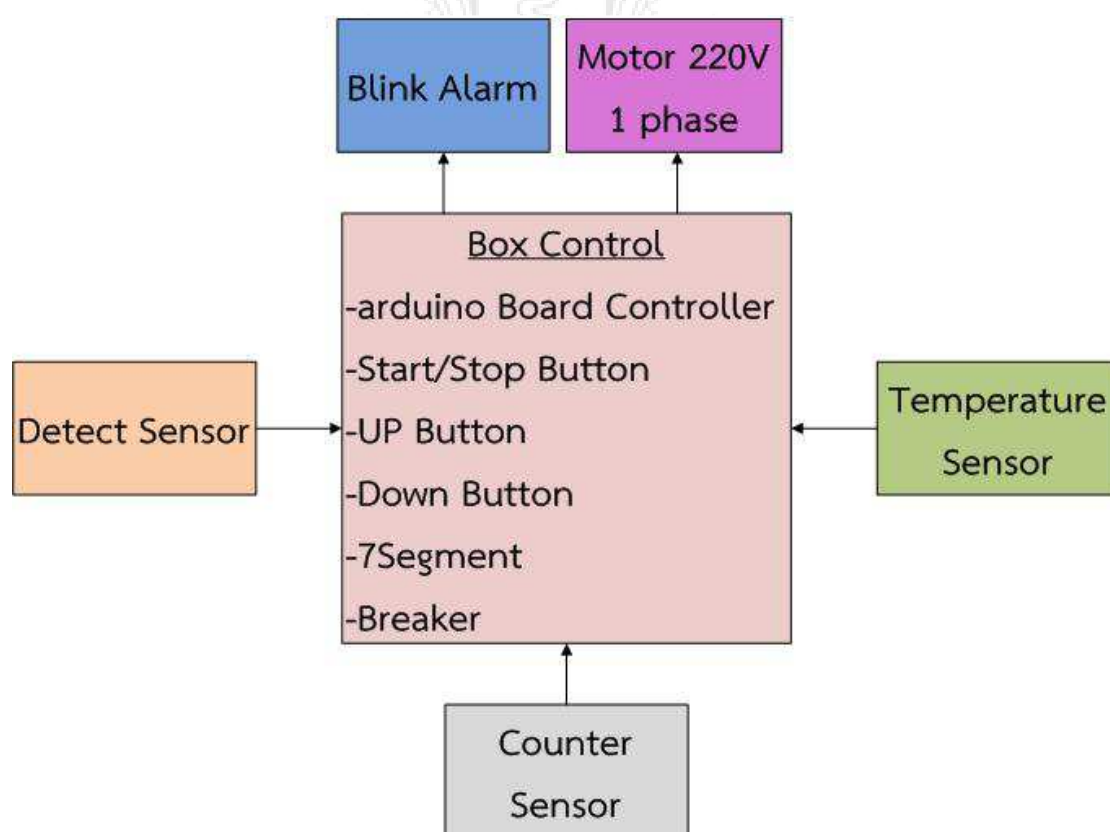 Blink Alarm
Motor 220V
1 phase
Box Control
-arduino Board Controller
-Start/Stop Button
-UP Button
-Down Button
-7Segment
-Breaker
Detect Sensor
Temperature
Sensor
Counter
Sensor